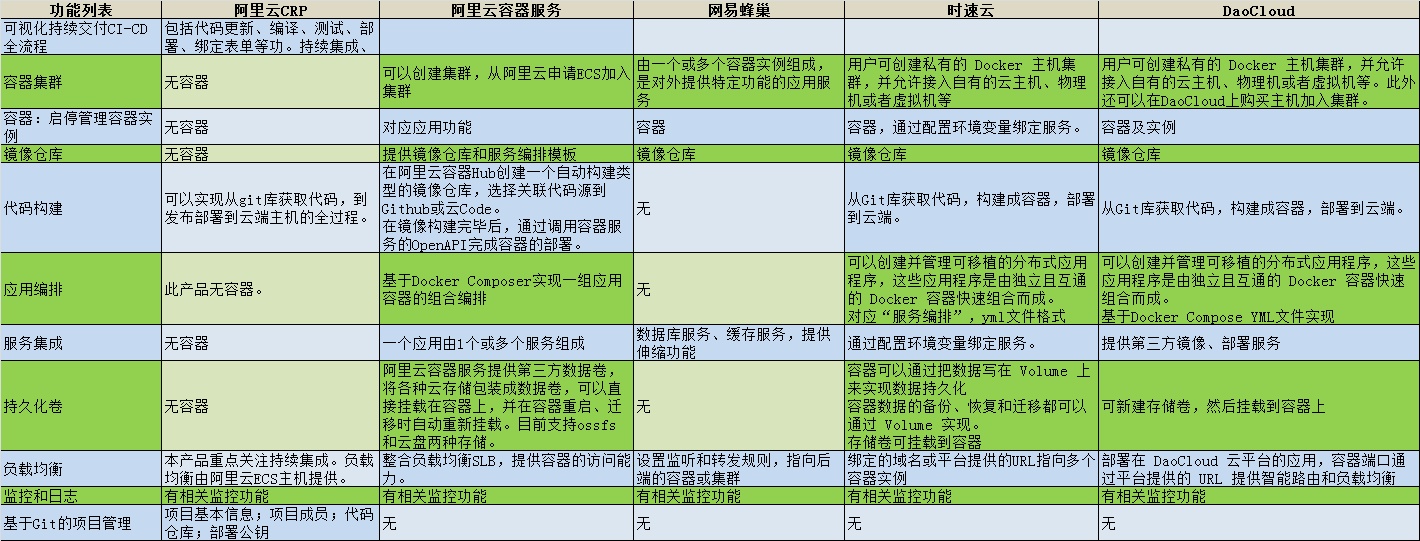 功能列表
阿里云CRP
阿里云容器服务
网易蜂巢
时速云
DaoCloud
可视化持续交付CI-CD
全流程
包括代码更新、编译、测试、部
署、绑定表单等功。持续集成、
容器集群
无容器
可以创建集群，从阿里云申请ECS加入
集群
由一个或多个容器实例组成，
是对外提供特定功能的应用服
务
用户可创建私有的 Docker 主机集
群，并允许接入自有的云主机、物理
机或者虚拟机等
用户可创建私有的 Docker 主机集群，并允许
接入自有的云主机、物理机或者虚拟机等。此外
还可以在DaoCloud上购买主机加入集群。
容器：启停管理容器实
例
无容器
对应应用功能
容器
容器，通过配置环境变量绑定服务。
容器及实例
镜像仓库
无容器
提供镜像仓库和服务编排模板
镜像仓库
镜像仓库
镜像仓库
代码构建
可以实现从git库获取代码，到
发布部署到云端主机的全过程。
在阿里云容器Hub创建一个自动构建类
型的镜像仓库，选择关联代码源到
Github或云Code。
在镜像构建完毕后，通过调用容器服
务的OpenAPI完成容器的部署。
无
从Git库获取代码，构建成容器，部署
到云端。
从Git库获取代码，构建成容器，部署到云端。
应用编排
此产品无容器。
基于Docker Composer实现一组应用
容器的组合编排
无
可以创建并管理可移植的分布式应用
程序，这些应用程序是由独立且互通
的 Docker 容器快速组合而成。
对应“服务编排”，yml文件格式
可以创建并管理可移植的分布式应用程序，这些
应用程序是由独立且互通的 Docker 容器快速
组合而成。
基于Docker Compose YML文件实现
服务集成
无容器
一个应用由1个或多个服务组成
数据库服务、缓存服务，提供
伸缩功能
通过配置环境变量绑定服务。
提供第三方镜像、部署服务
持久化卷
无容器
阿里云容器服务提供第三方数据卷，
将各种云存储包装成数据卷，可以直
接挂载在容器上，并在容器重启、迁
移时自动重新挂载。目前支持ossfs
和云盘两种存储。
无
容器可以通过把数据写在 Volume 上
来实现数据持久化
容器数据的备份、恢复和迁移都可以
通过 Volume 实现。
存储卷可挂载到容器
可新建存储卷，然后挂载到容器上
负载均衡
本产品重点关注持续集成。负载
均衡由阿里云ECS主机提供。
整合负载均衡SLB，提供容器的访问能
力。
设置监听和转发规则，指向后
端的容器或集群
绑定的域名或平台提供的URL指向多个
容器实例
部署在 DaoCloud 云平台的应用，容器端口通
过平台提供的 URL 提供智能路由和负载均衡
监控和日志
有相关监控功能
有相关监控功能
有相关监控功能
有相关监控功能
有相关监控功能
基于Git的项目管理
项目基本信息；项目成员；代码
仓库；部署公钥
无
无
无
无